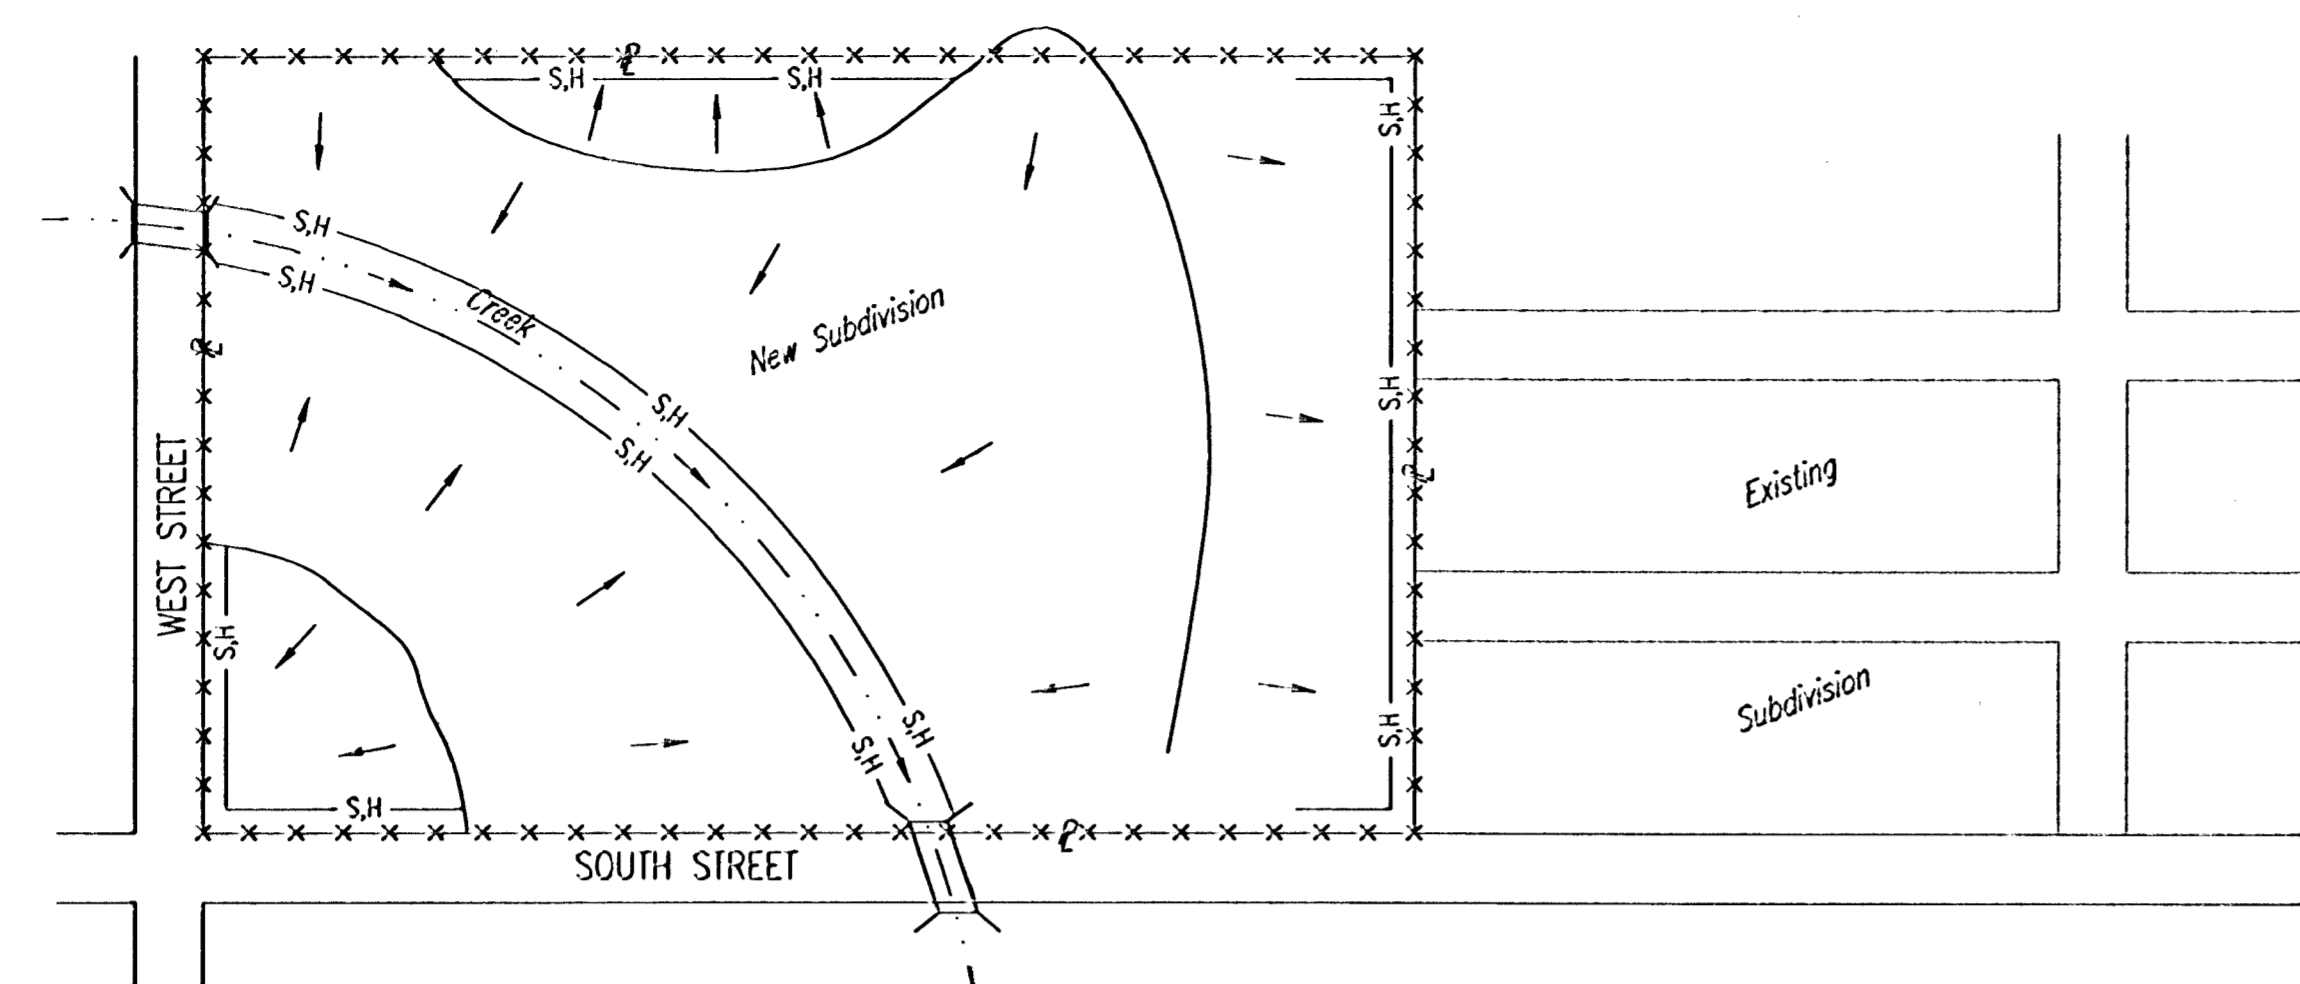 ℄
S,H
S,H
S,H
S,H
S,H
Creek
New Subdivision
℄
S,H
S,H
S,H
℄
Existing
WEST STREET
S,H
Subdivision
S,H
S,H
S,H
S,H
℄
SOUTH STREET